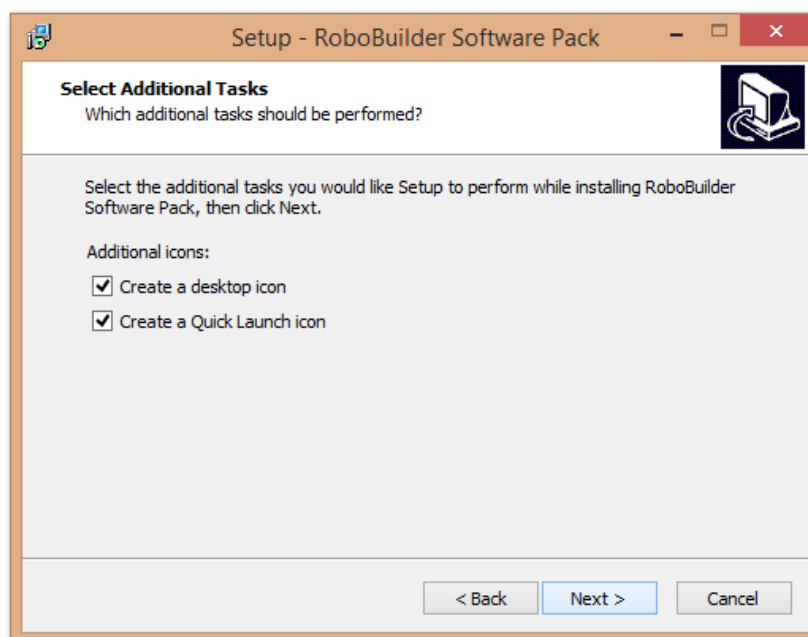 Setup - RoboBuilder Software Pack
Select Additional Tasks
Which additional tasks should be performed?
Select the additional tasks you would like Setup to perform while installing RoboBuilder
Software Pack, then click Next.
Additional icons:
Create a desktop icon
Create a Quick Launch icon
< Back
Next >
Cancel